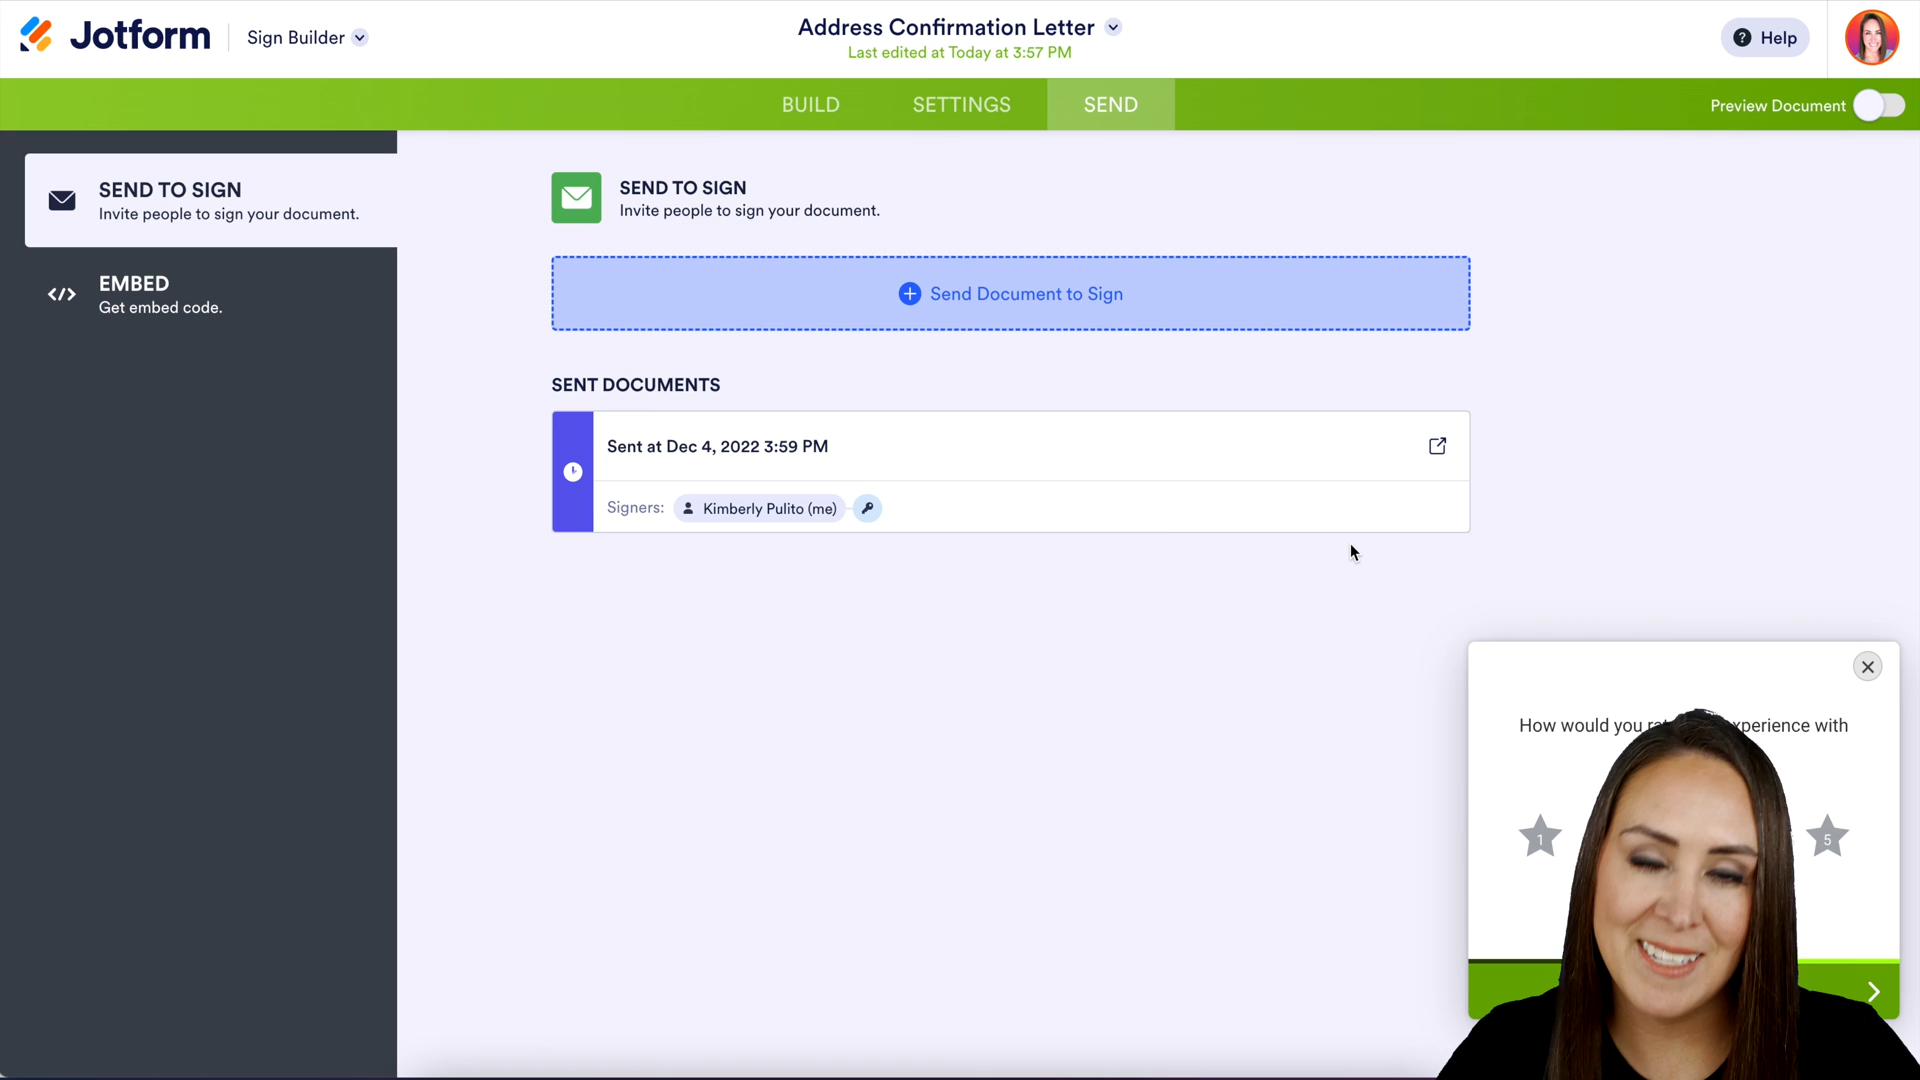 Jotform
Sign Builder
Address Confirmation Letter
Last edited at Today at 3:57 PM
Help
BUILD
SETTINGS
SEND
Preview Document
SEND TO SIGN
Invite people to sign your document.
EMBED
Get embed code.
SEND TO SIGN
Invite people to sign your document.
Send Document to Sign
SENT DOCUMENTS
Sent at Dec 4, 2022 3:59 PM
Signers: Kimberly Pulito (me)
How would you with
1
5